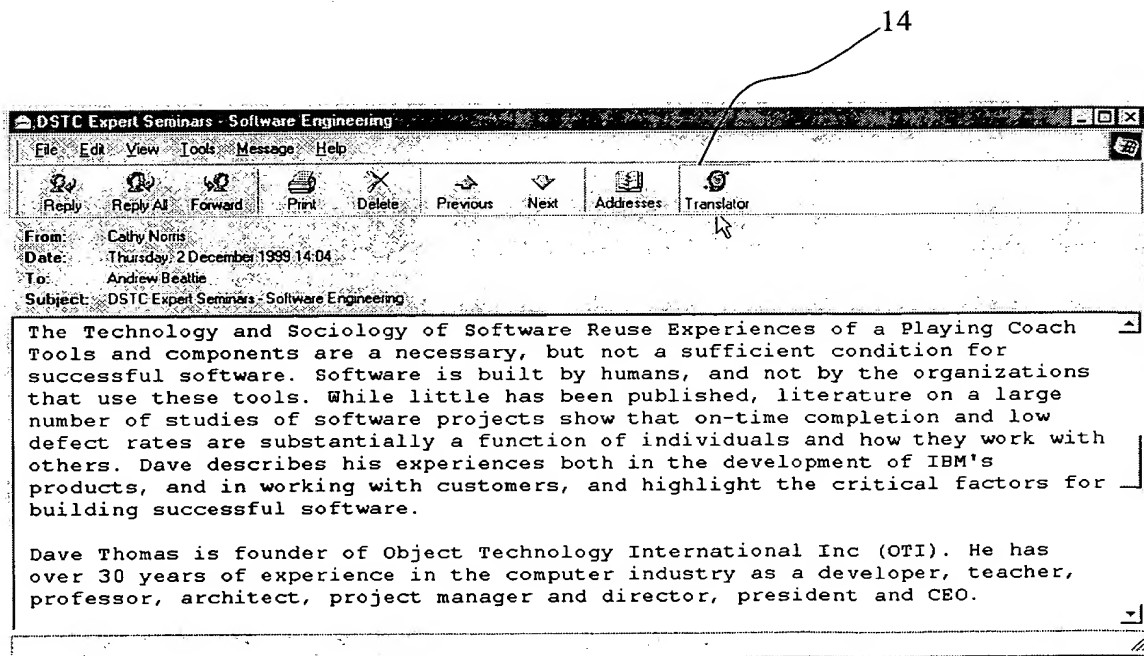 14
DSTC Expert Seminars - Software Engineering
File Edit View Tools Message Help
Reply Reply All Forward Print Delete Previous Next Addresses Translator
From: Cathy Norris
Date: Thursday, 2 December 1999 14:04
To: Andrew Beattie
Subject: DSTC Expert Seminars - Software Engineering
The Technology and Sociology of Software Reuse Experiences of a Playing Coach
Tools and components are a necessary, but not a sufficient condition for
successful software. Software is built by humans, and not by the organizations
that use these tools. While little has been published, literature on a large
number of studies of software projects show that on-time completion and low
defect rates are substantially a function of individuals and how they work with
others. Dave describes his experiences both in the development of IBM's
products, and in working with customers, and highlight the critical factors for
building successful software.
Dave Thomas is founder of Object Technology International Inc (OTI). He has
over 30 years of experience in the computer industry as a developer, teacher,
professor, architect, project manager and director, president and CEO.